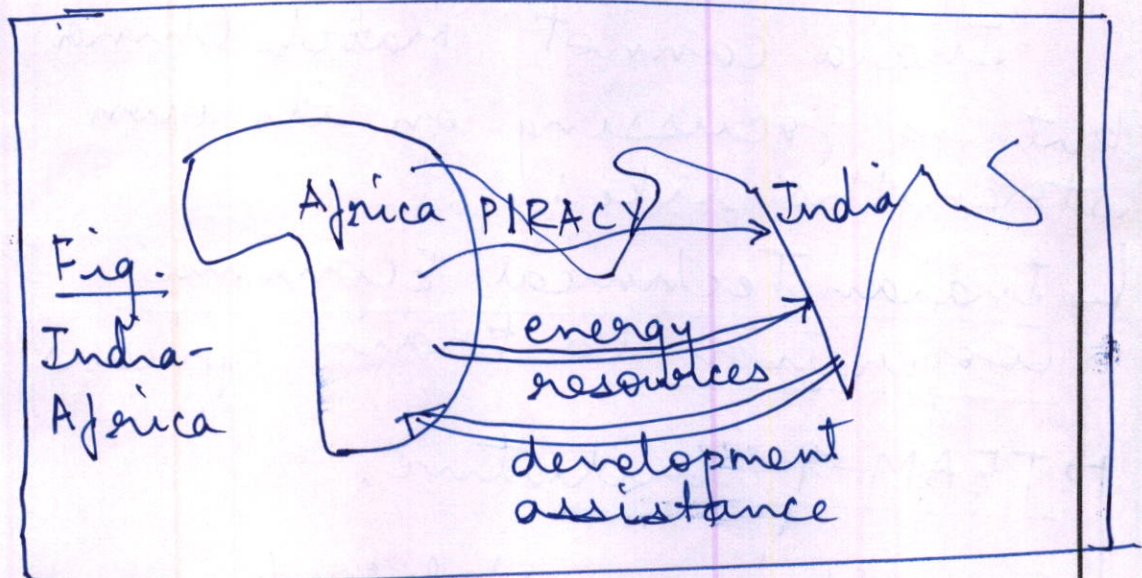 Africa PIRACY India
Fig.
India-
Africa
energy
resources
development
assistance